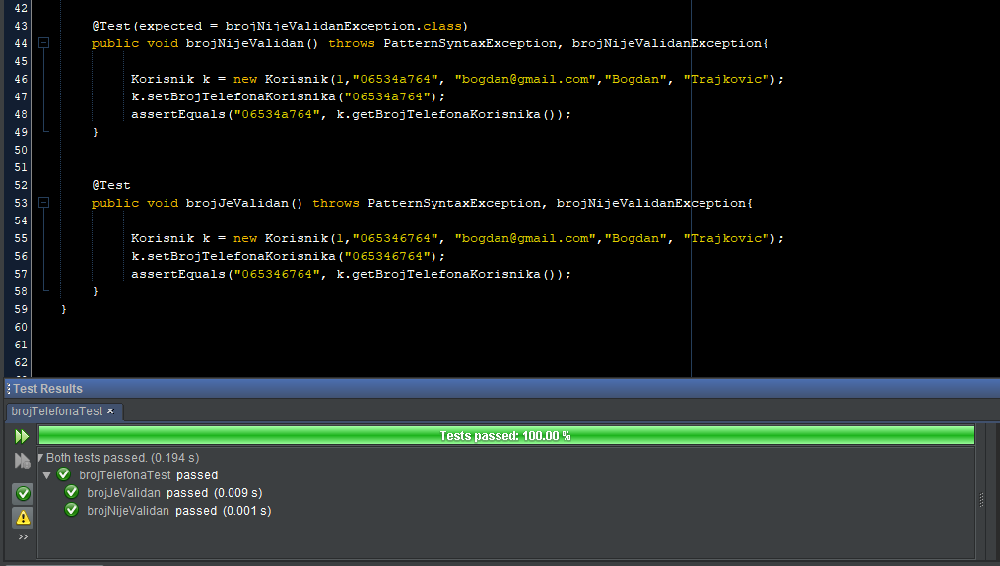 42
43 @Test(expected = brojNijeValidanException.class)
44 public void brojNijeValidan() throws PatternSyntaxException, brojNijeValidanException{
45
46 Korisnik k = new Korisnik(1,"06534a764", "bogdan@gmail.com","Bogdan", "Trajkovic");
47 k.setBrojTelefonaKorisnika("06534a764");
48 assertEquals("06534a764", k.getBrojTelefonaKorisnika());
49 }
50
51
52 @Test
53 public void brojJeValidan() throws PatternSyntaxException, brojNijeValidanException{
54
55 Korisnik k = new Korisnik(1,"065346764", "bogdan@gmail.com","Bogdan", "Trajkovic");
56 k.setBrojTelefonaKorisnika("065346764");
57 assertEquals("065346764", k.getBrojTelefonaKorisnika());
58 }
59 }
60
61
62
Test Results
brojTelefonaTest ×
Tests passed: 100.00 %
Both tests passed. (0.194 s)
brojTelefonaTest passed
brojJeValidan passed (0.009 s)
brojNijeValidan passed (0.001 s)
>>